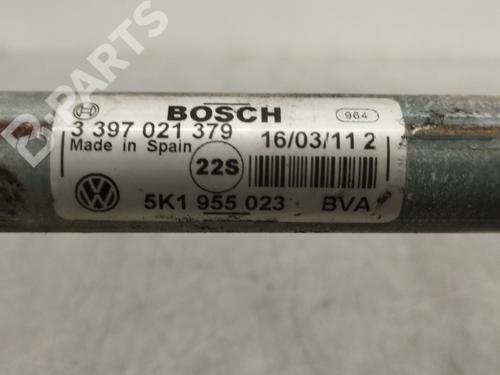 B-PARTS
BOSCH 964
3 397 021 379 16/03/11 2
Made in Spain 22S
5K1 955 023 BVA